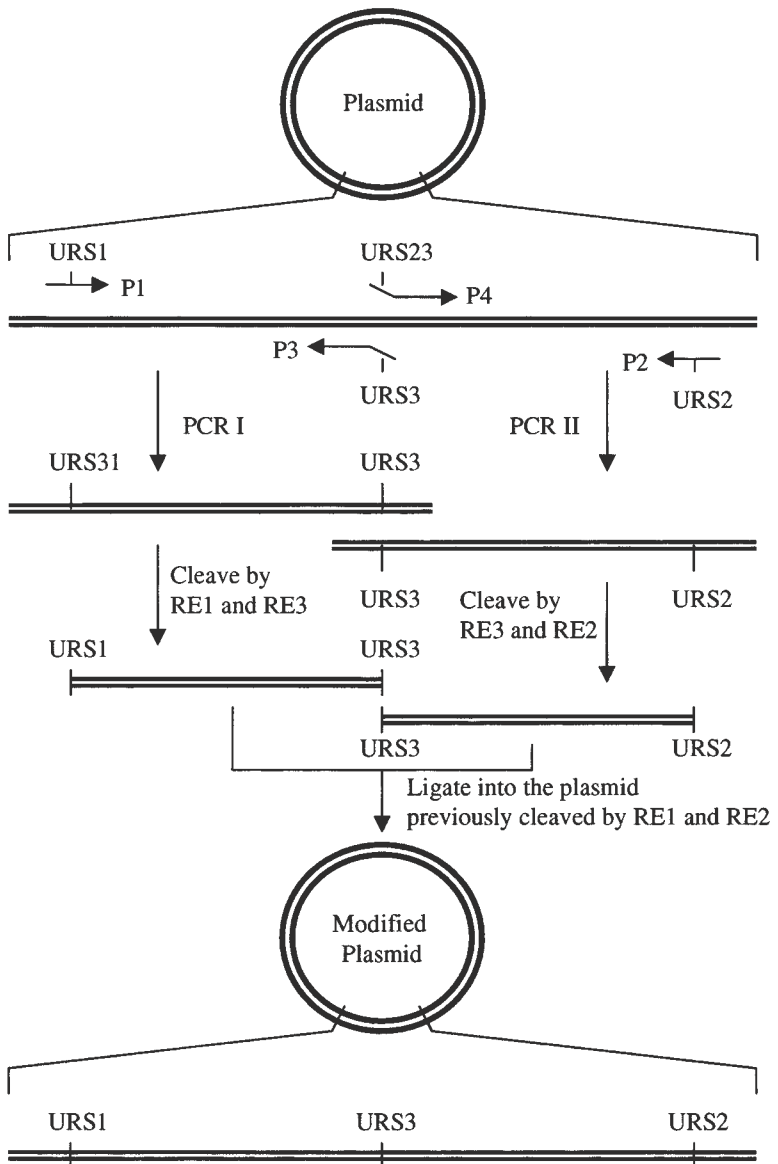 Plasmid
URS1
URS23
P1
P4
P3
P2
URS3
URS2
PCR I
PCR II
URS31
URS3
Cleave by
RE1 and RE3
URS3
URS2
Cleave by
RE3 and RE2
URS1
URS3
URS3
URS2
Ligate into the plasmid
previously cleaved by RE1 and RE2
Modified
Plasmid
URS1
URS3
URS2